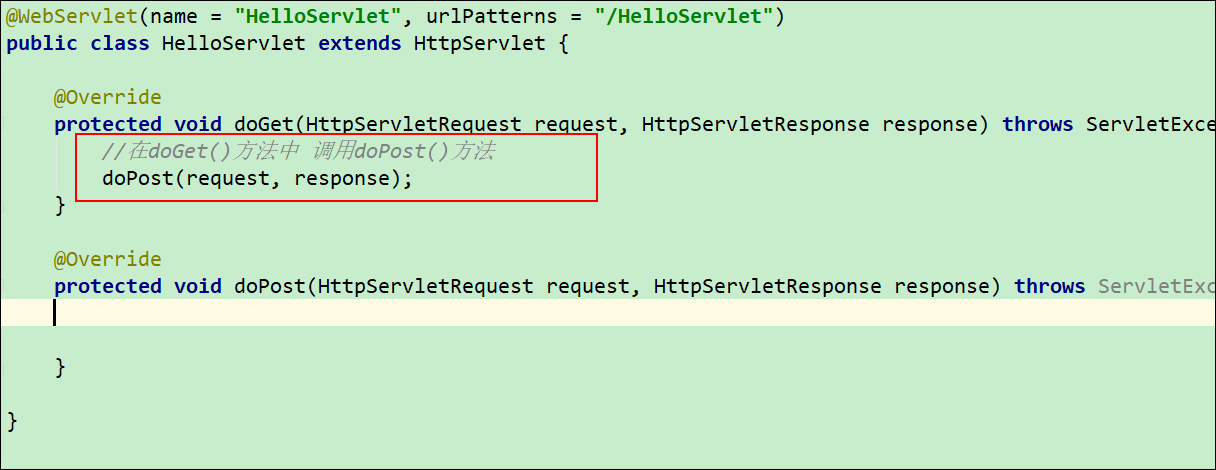 @WebServlet(name = "HelloServlet", urlPatterns = "/HelloServlet")
public class HelloServlet extends HttpServlet {
@Override
protected void doGet(HttpServletRequest request, HttpServletResponse response) throws ServletExce
//在doGet()方法中 调用doPost()方法
doPost(request, response);
}
@Override
protected void doPost(HttpServletRequest request, HttpServletResponse response) throws ServletExc
}
}